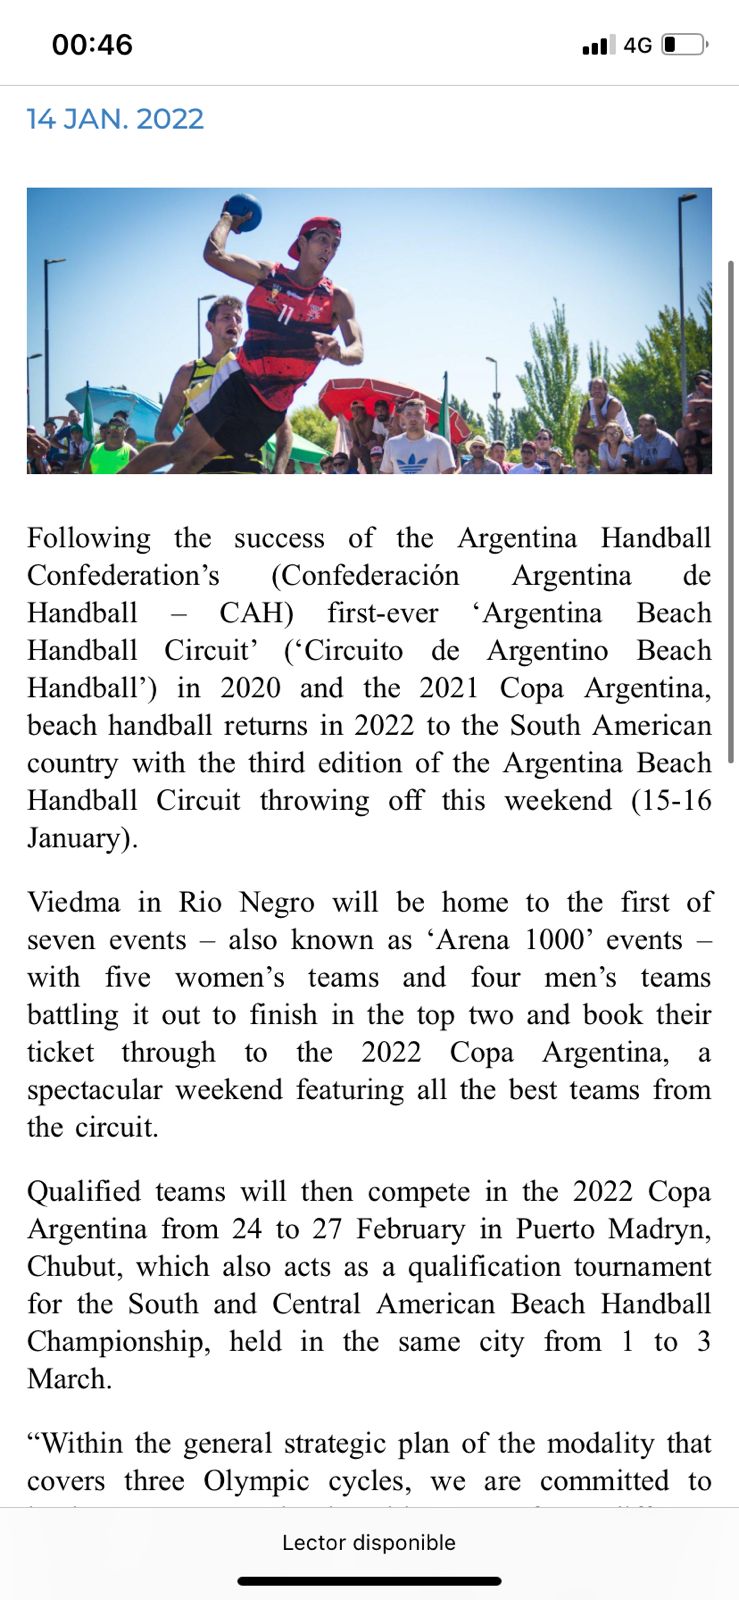 00:46
4G
14 JAN. 2022
11
Following the success of the Argentina Handball
Confederation’s (Confederación Argentina de
Handball – CAH) first-ever ‘Argentina Beach
Handball Circuit’ (‘Circuito de Argentino Beach
Handball’) in 2020 and the 2021 Copa Argentina,
beach handball returns in 2022 to the South American
country with the third edition of the Argentina Beach
Handball Circuit throwing off this weekend (15-16
January).
Viedma in Rio Negro will be home to the first of
seven events – also known as ‘Arena 1000’ events –
with five women’s teams and four men’s teams
battling it out to finish in the top two and book their
ticket through to the 2022 Copa Argentina, a
spectacular weekend featuring all the best teams from
the circuit.
Qualified teams will then compete in the 2022 Copa
Argentina from 24 to 27 February in Puerto Madryn,
Chubut, which also acts as a qualification tournament
for the South and Central American Beach Handball
Championship, held in the same city from 1 to 3
March.
“Within the general strategic plan of the modality that
covers three Olympic cycles, we are committed to
Lector disponible